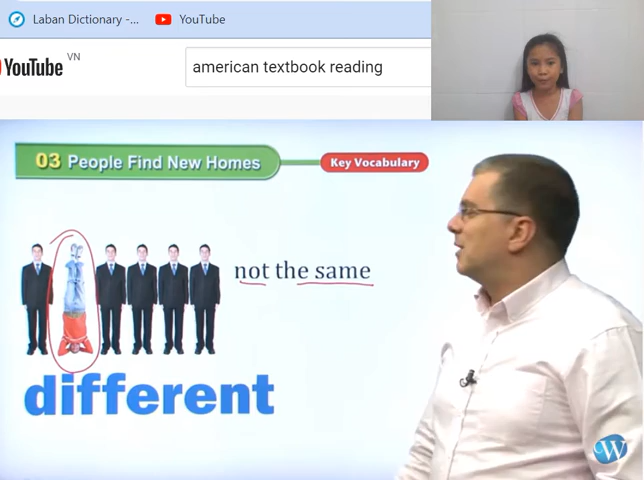 Laban Dictionary -...
YouTube
YouTube VN
american textbook reading
03 People Find New Homes
Key Vocabulary
not the same
different
W